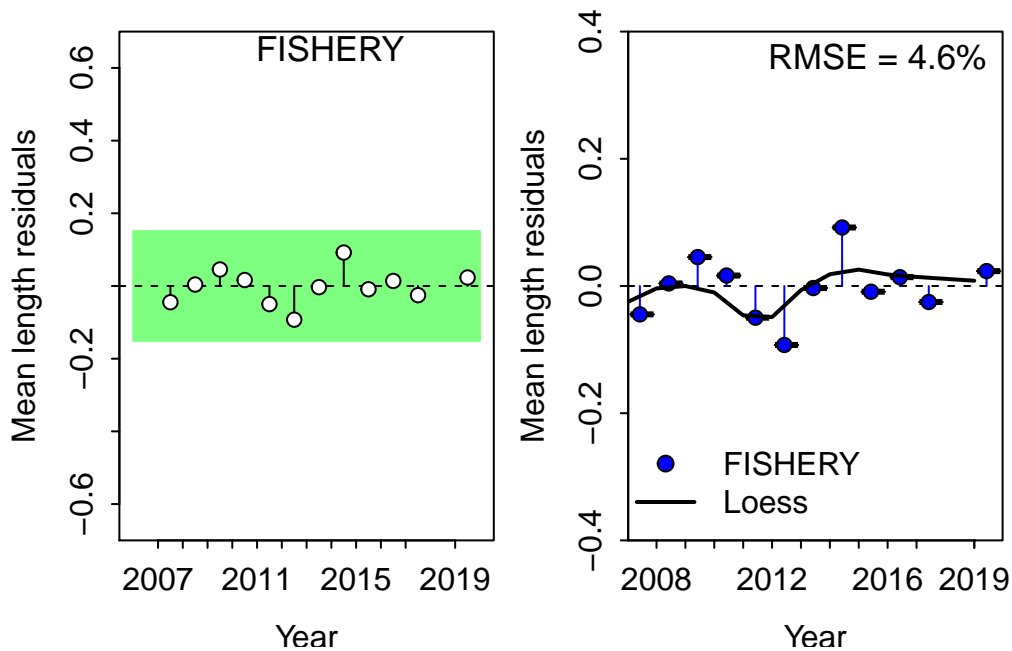 FISHERY
Mean length residuals
0.6
0.4
0.2
−0.2
−0.6
2007 2011 2015 2019
Year
RMSE = 4.6%
Mean length residuals
0.4
0.2
0.0
−0.2
−0.4
FISHERY
Loess
2008 2012 2016 2019
Year